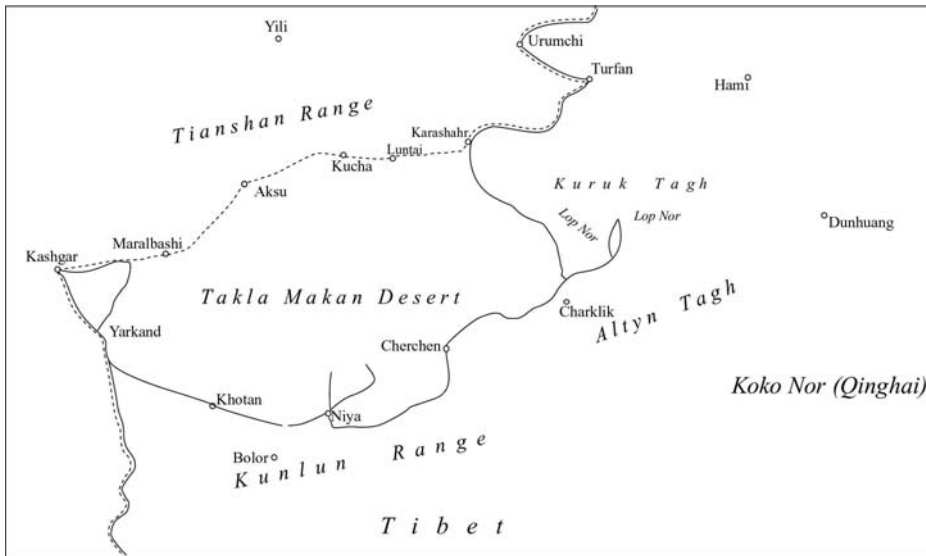 Yili
Urumchi
Turfan
Hami
Tianshan Range
Karashahr
Luntai
Kucha
Aksu
Kuruk Tagh
Lop Nor
Lop Nor
Dunhuang
Maralbashi
Kashgar
Takla Makan Desert
Charklik
Altyn Tagh
Yarkand
Cherchen
Koko Nor (Qinghai)
Khotan
Niya
Bolor
Kunlun Range
Tibet